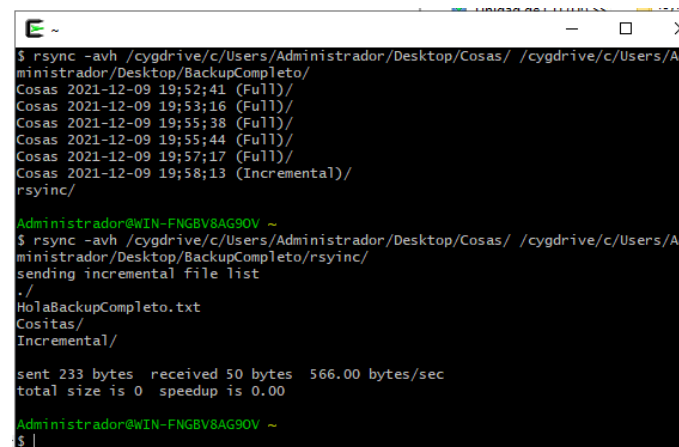 ~
$ rsync -avh /cygdrive/c/Users/Administrador/Desktop/Cosas/ /cygdrive/c/Users/A
ministrador/Desktop/BackupCompleto/
Cosas 2021-12-09 19;52;41 (Full)/
Cosas 2021-12-09 19;53;16 (Full)/
Cosas 2021-12-09 19;55;38 (Full)/
Cosas 2021-12-09 19;55;44 (Full)/
Cosas 2021-12-09 19;57;17 (Full)/
Cosas 2021-12-09 19;58;13 (Incremental)/
rsyinc/
Administrador@WIN-FNGBV8AG9OV ~
$ rsync -avh /cygdrive/c/Users/Administrador/Desktop/Cosas/ /cygdrive/c/Users/A
ministrador/Desktop/BackupCompleto/rsyinc/
sending incremental file list
./
HolaBackupCompleto.txt
Cositas/
Incremental/
sent 233 bytes  received 50 bytes  566.00 bytes/sec
total size is 0  speedup is 0.00
Administrador@WIN-FNGBV8AG9OV ~
$